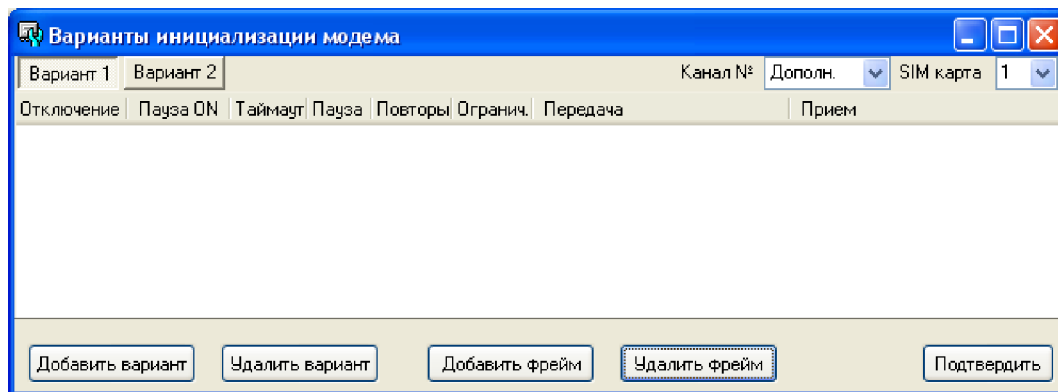 Варианты инициализации модема
Вариант 1 Вариант 2 Канал № Дополн. SIM карта 1
Отключение Пауза ON Таймаут Пауза Повторы Огранич. Передача Прием
Добавить вариант Удалить вариант Добавить фрейм Удалить фрейм Подтвердить